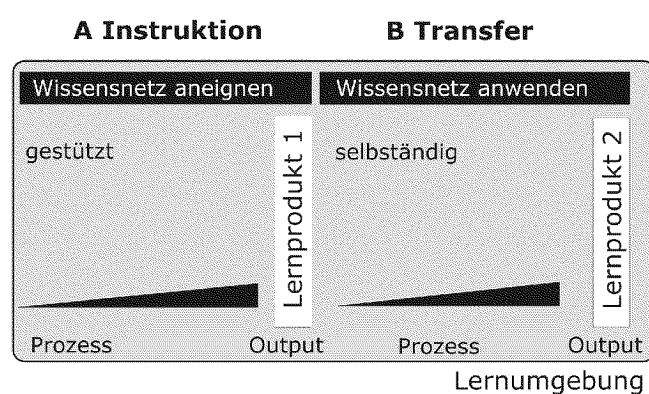 A Instruktion
B Transfer
Wissensnetz aneignen
Wissensnetz anwenden
gestützt
Lernprodukt 1
selbständig
Lernprodukt 2
Prozess
Output
Prozess
Output
Lernumgebung